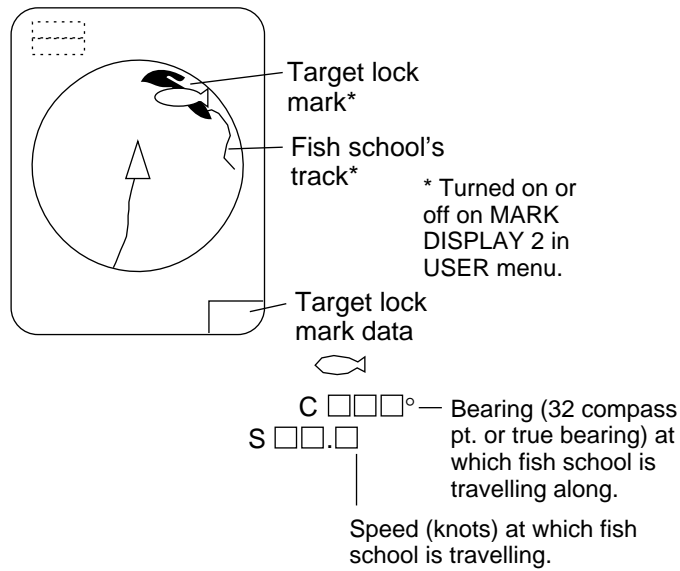 Target lock
mark*
Fish school's
track*
* Turned on or
off on MARK
DISPLAY 2 in
USER menu.
Target lock
mark data
C □□□°
Bearing (32 compass
pt. or true bearing) at
which fish school is
travelling along.
S □□.□
Speed (knots) at which fish
school is travelling.